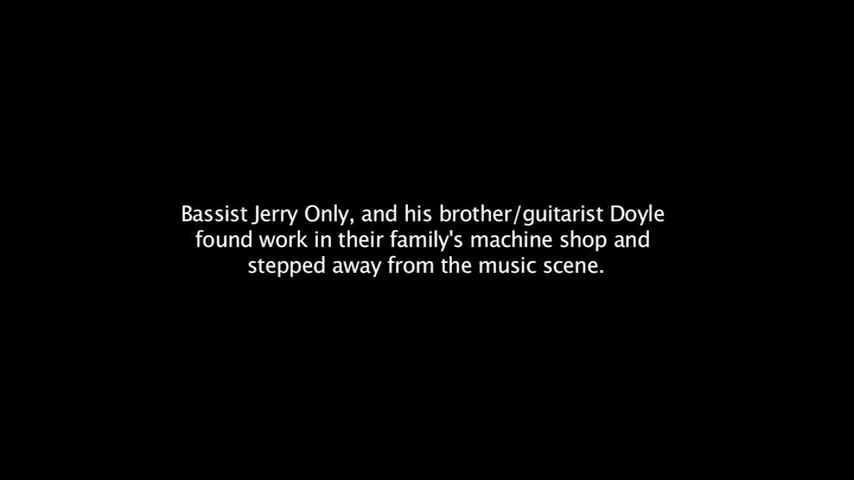 Bassist Jerry Only, and his brother/guitarist Doyle
found work in their family's machine shop and
stepped away from the music scene.